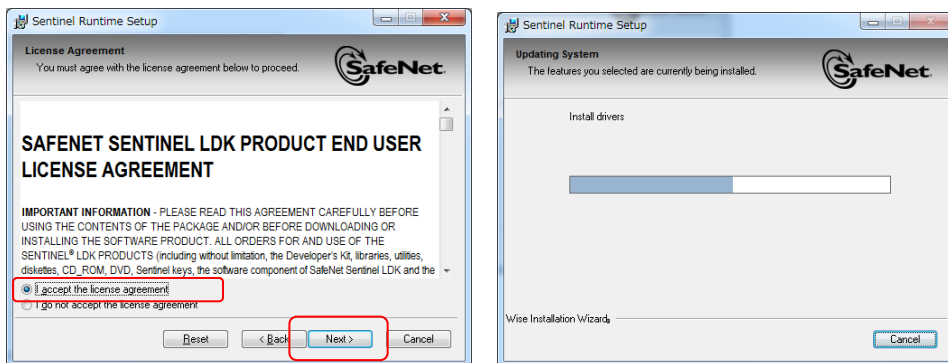 Sentinel Runtime Setup
License Agreement
You must agree with the license agreement below to proceed.
SafeNet.
SAFENET SENTINEL LDK PRODUCT END USER
LICENSE AGREEMENT
IMPORTANT INFORMATION - PLEASE READ THIS AGREEMENT CAREFULLY BEFORE
USING THE CONTENTS OF THE PACKAGE AND/OR BEFORE DOWNLOADING OR
INSTALLING THE SOFTWARE PRODUCT. ALL ORDERS FOR AND USE OF THE
SENTINEL® LDK PRODUCTS (including without limitation, the Developer's Kit, libraries, utilities,
diskettes, CD_ROM, DVD, Sentinel keys, the software component of SafeNet Sentinel LDK and the
I accept the license agreement
I do not accept the license agreement
Reset
< Back
Next >
Cancel
Sentinel Runtime Setup
Updating System
The features you selected are currently being installed.
SafeNet.
Install drivers
Wise Installation Wizard®
Cancel